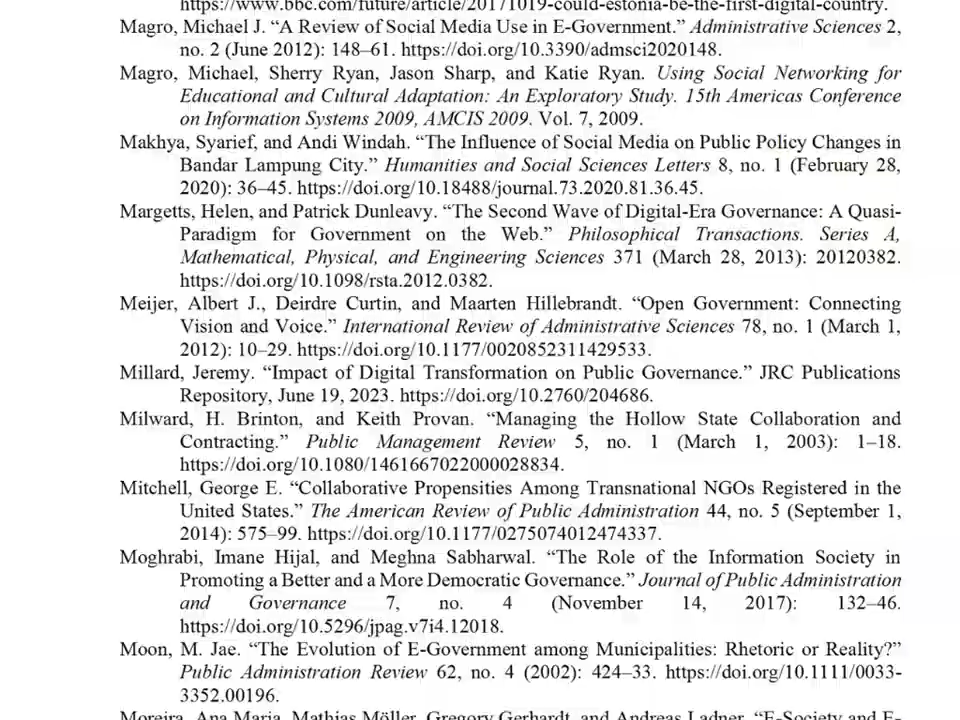 https://www.bbc.com/future/article/20171019-could-estonia-be-the-first-digital-country.
Magro, Michael J. “A Review of Social Media Use in E-Government.” Administrative Sciences 2,
no. 2 (June 2012): 148–61. https://doi.org/10.3390/admsci2020148.
Magro, Michael, Sherry Ryan, Jason Sharp, and Katie Ryan. Using Social Networking for
Educational and Cultural Adaptation: An Exploratory Study. 15th Americas Conference
on Information Systems 2009, AMCIS 2009. Vol. 7, 2009.
Makhya, Syarief, and Andi Windah. “The Influence of Social Media on Public Policy Changes in
Bandar Lampung City.” Humanities and Social Sciences Letters 8, no. 1 (February 28,
2020): 36–45. https://doi.org/10.18488/journal.73.2020.81.36.45.
Margetts, Helen, and Patrick Dunleavy. “The Second Wave of Digital-Era Governance: A Quasi-
Paradigm for Government on the Web.” Philosophical Transactions. Series A,
Mathematical, Physical, and Engineering Sciences 371 (March 28, 2013): 20120382.
https://doi.org/10.1098/rsta.2012.0382.
Meijer, Albert J., Deirdre Curtin, and Maarten Hillebrandt. “Open Government: Connecting
Vision and Voice.” International Review of Administrative Sciences 78, no. 1 (March 1,
2012): 10–29. https://doi.org/10.1177/0020852311429533.
Millard, Jeremy. “Impact of Digital Transformation on Public Governance.” JRC Publications
Repository, June 19, 2023. https://doi.org/10.2760/204686.
Milward, H. Brinton, and Keith Provan. “Managing the Hollow State Collaboration and
Contracting.” Public Management Review 5, no. 1 (March 1, 2003): 1–18.
https://doi.org/10.1080/1461667022000028834.
Mitchell, George E. “Collaborative Propensities Among Transnational NGOs Registered in the
United States.” The American Review of Public Administration 44, no. 5 (September 1,
2014): 575–99. https://doi.org/10.1177/0275074012474337.
Moghrabi, Imane Hijal, and Meghna Sabharwal. “The Role of the Information Society in
Promoting a Better and a More Democratic Governance.” Journal of Public Administration
and Governance 7, no. 4 (November 14, 2017): 132–46.
https://doi.org/10.5296/jpag.v7i4.12018.
Moon, M. Jae. “The Evolution of E-Government among Municipalities: Rhetoric or Reality?”
Public Administration Review 62, no. 4 (2002): 424–33. https://doi.org/10.1111/0033-
3352.00196.
Moreira, Ana Maria, Mathias Möller, Gregory Gerhardt, and Andreas Ladner. “E-Society and E-